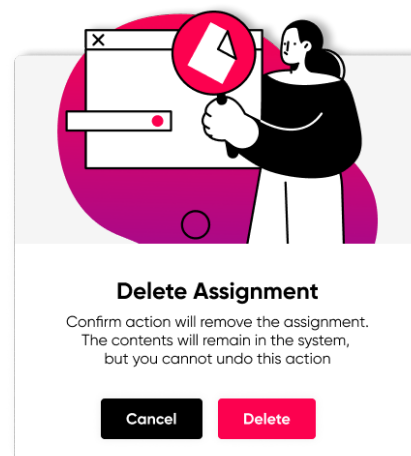 Delete Assignment
Confirm action will remove the assignment.
The contents will remain in the system,
but you cannot undo this action
Cancel
Delete